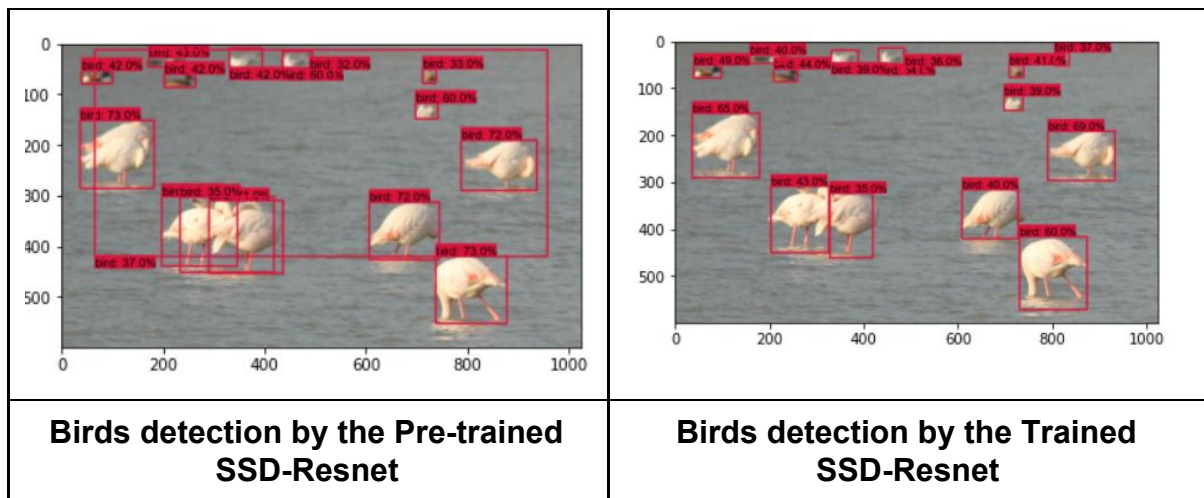 0
100
200
300
400
500
0 200 400 600 800 1000
bird: 43.0%
bird: 42.0%
bird: 42.0%
bird: 42.0%
bird: 60.0%
bird: 32.0%
bird: 33.0%
bird: 60.0%
bird: 73.0%
bird: 72.0%
bird: 35.0%
bird: 72.0%
bird: 37.0%
bird: 73.0%
0
100
200
300
400
500
0 200 400 600 800 1000
bird: 40.0%
bird: 37.0%
bird: 49.0%
bird: 44.0%
bird: 39.0%
bird: 36.0%
bird: 41.0%
bird: 39.0%
bird: 65.0%
bird: 69.0%
bird: 43.0%
bird: 35.0%
bird: 40.0%
bird: 60.0%
Birds detection by the Pre-trained
SSD-Resnet
Birds detection by the Trained
SSD-Resnet